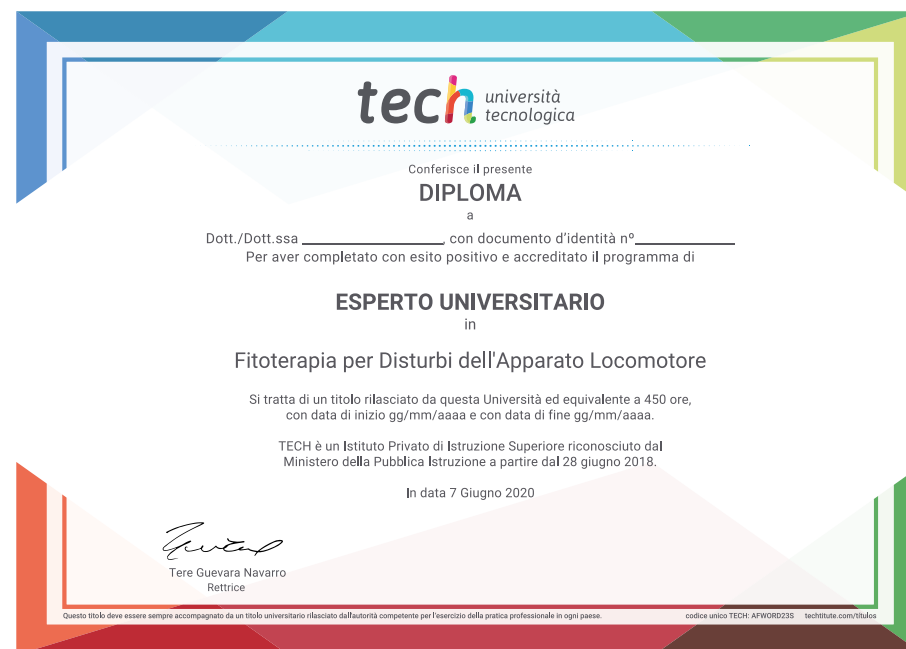 tech università
tecnologica
Conferisce il presente
DIPLOMA
a
Dott./Dott.ssa ________________, con documento d'identità nº____________
Per aver completato con esito positivo e accreditato il programma di
ESPERTO UNIVERSITARIO
in
Fitoterapia per Disturbi dell'Apparato Locomotore
Si tratta di un titolo rilasciato da questa Università ed equivalente a 450 ore,
con data di inizio gg/mm/aaaa e con data di fine gg/mm/aaaa.
TECH è un Istituto Privato di Istruzione Superiore riconosciuto dal
Ministero della Pubblica Istruzione a partire dal 28 giugno 2018.
In data 7 Giugno 2020
Tere Guevara Navarro
Rettrice
Questo titolo deve essere sempre accompagnato da un titolo universitario rilasciato dall'autorità competente per l'esercizio della pratica professionale in ogni paese. codice unico TECH: AFWORD23S techtitute.com/titulos